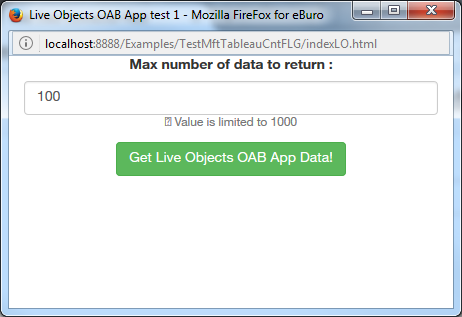 Live Objects OAB App test 1 - Mozilla FireFox for eBuro
localhost:8888/Examples/TestMftTableauCntFLG/indexLO.html
Max number of data to return :
100
Value is limited to 1000
Get Live Objects OAB App Data!